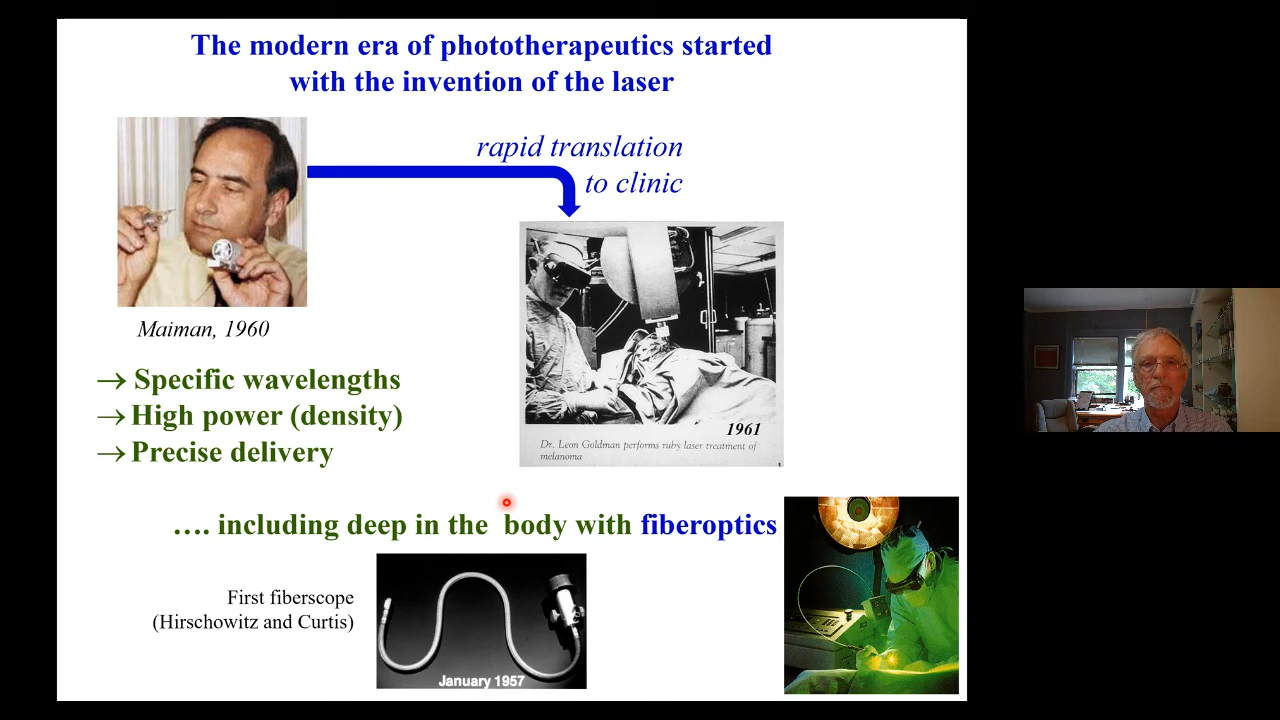 The modern era of phototherapeutics started
with the invention of the laser
rapid translation
to clinic
Maiman, 1960
→ Specific wavelengths
→ High power (density)
→ Precise delivery
1961
Dr. Leon Goldman performs ruby laser treatment of
melanoma
…. including deep in the body with fiberoptics
First fiberscope
(Hirschowitz and Curtis)
January 1957